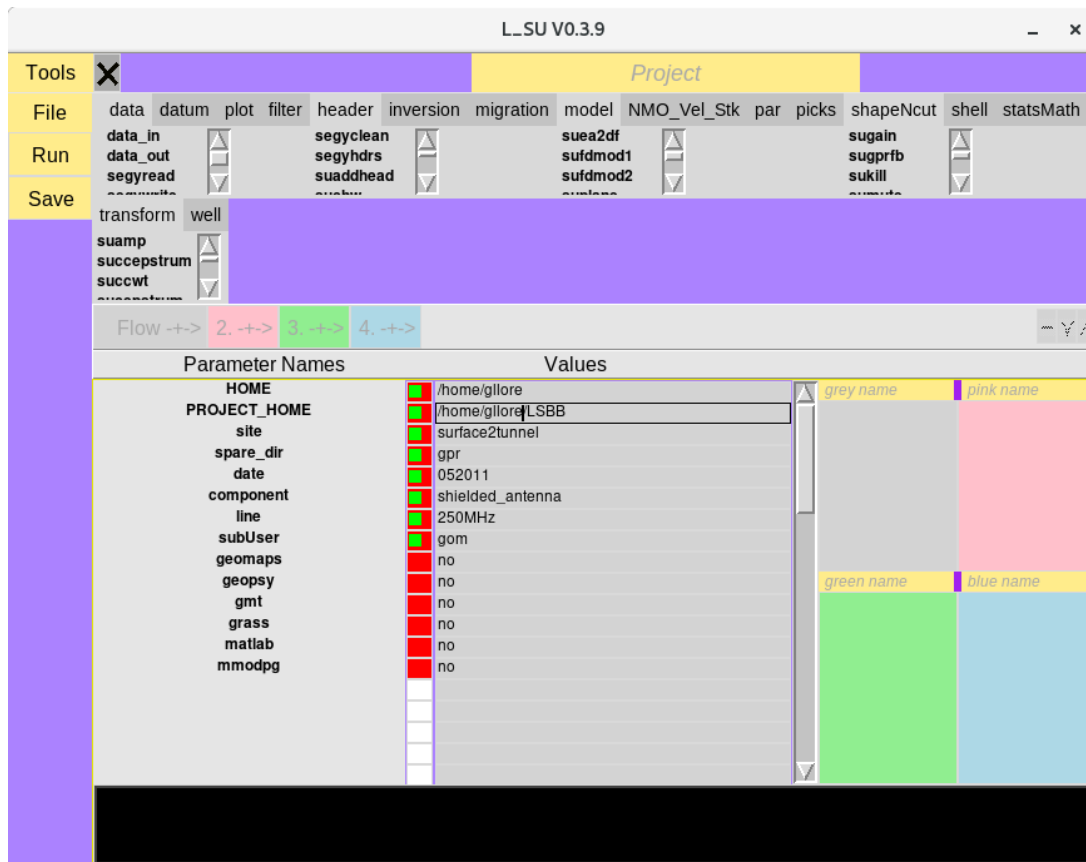 L_SU V0.3.9
Tools
Project
File
data datum plot filter header inversion migration model NMO_Vel_Stk par picks shapeNcut shell statsMath
data_in segyclean suea2df sugain
data_out segyhdrs sufdmod1 sugprfb
Run
segyread suaddhead sufdmod2 sukill
Save
transform well
suamp
succepstrum
succwt
Flow -+-> 2. -+-> 3. -+-> 4. -+->
Parameter Names Values
HOME /home/gllore grey name pink name
PROJECT_HOME /home/gllore/LSBB
site surface2tunnel
spare_dir gpr
date 052011
component shielded_antenna
line 250MHz
subUser gom
geomaps no
geopsy no green name blue name
gmt no
grass no
matlab no
mmodpg no